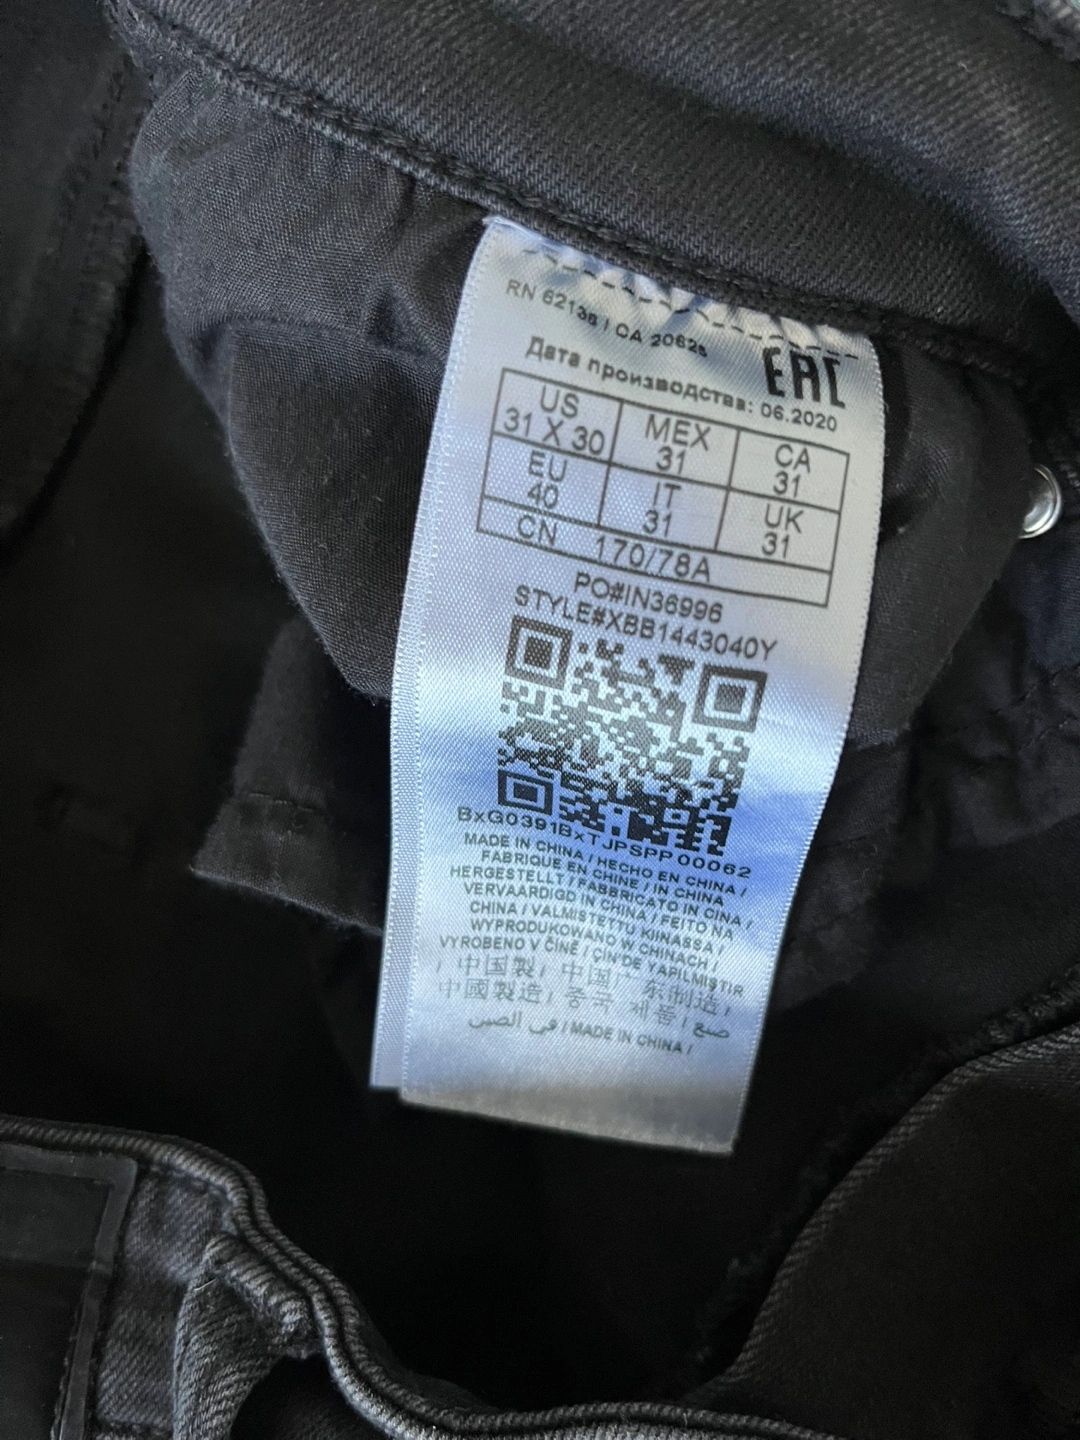 RN 62136 / CA 20628
EAC
Дата производства: 06.2020
US MEX CA
31 X 30 31 31
EU IT UK
40 31 31
CN 170/78A
PO#IN36996
STYLE#XBB1443040Y
BxG0391BxTJPSPP00062
MADE IN CHINA / HECHO EN CHINA /
FABRIQUE EN CHINE / IN CHINA
HERGESTELLT / FABBRICATO IN CINA /
VERVAARDIGD IN CHINA / FEITO NA
CHINA / VALMISTETTU KIINASSA /
WYPRODUKOWANO W CHINACH /
VYROBENO V ČÍNĚ / ÇIN'DE YAPILMIŞTIR
/ 中国製 / 中国广东制造 /
中國製造 / 중국 제품 / صنع
في الصين / MADE IN CHINA /